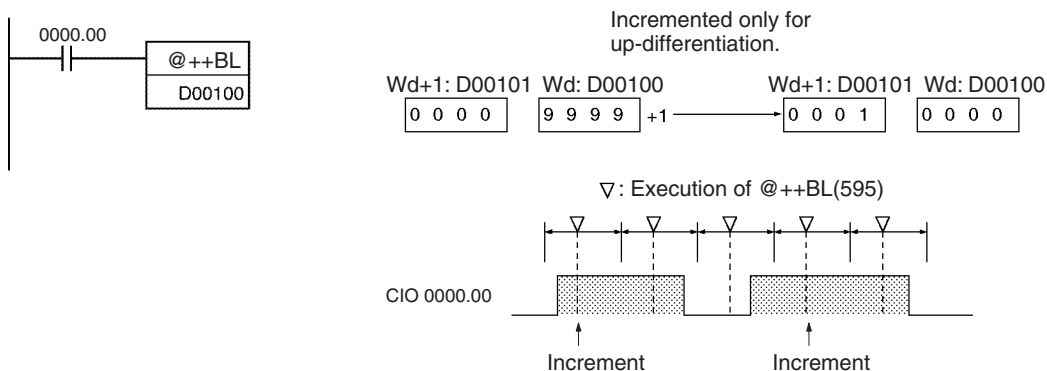 0000.00
@++BL
D00100
Incremented only for
up-differentiation.
Wd+1: D00101 Wd: D00100
0 0 0 0 9 9 9 9 +1
Wd+1: D00101 Wd: D00100
0 0 0 1 0 0 0 0
▽: Execution of @++BL(595)
CIO 0000.00
Increment Increment